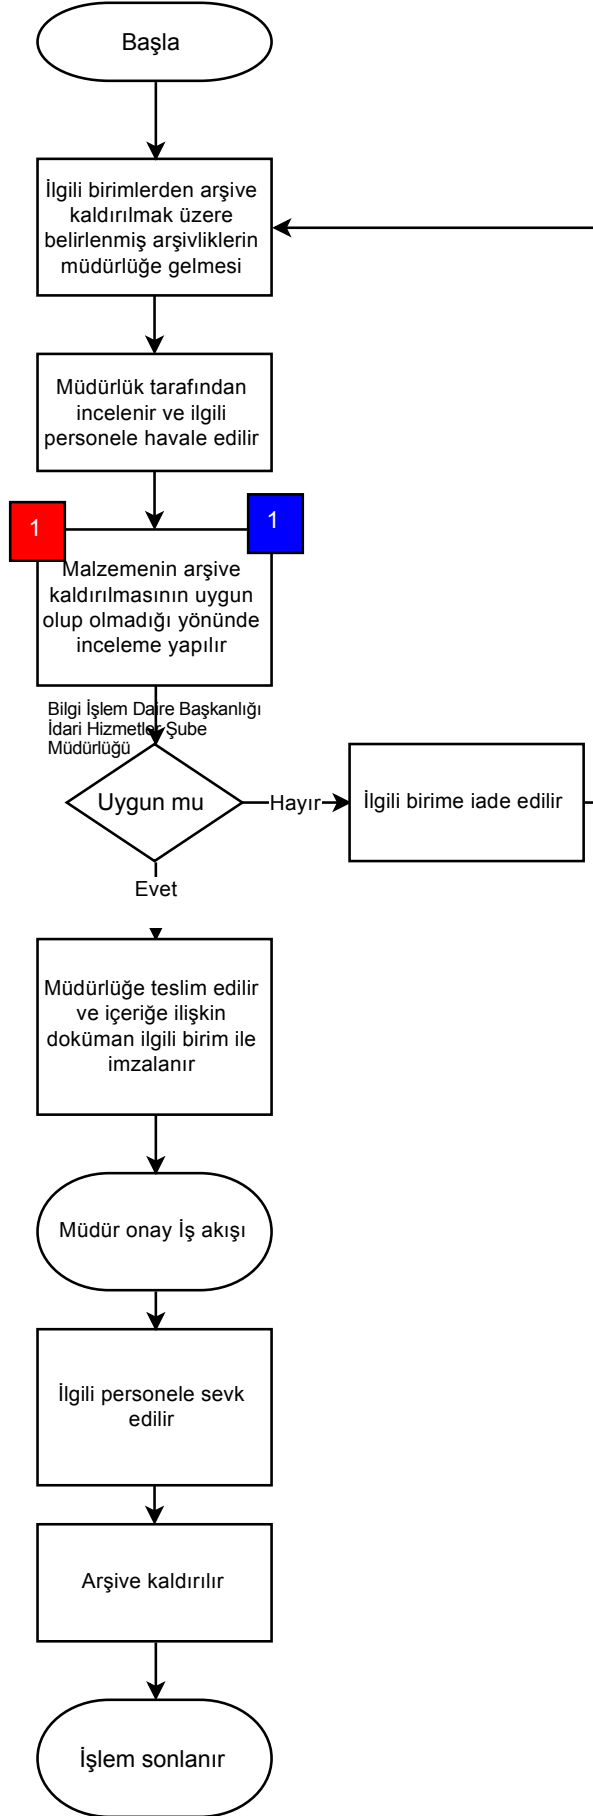 Başla
İlgili birimlerden arşive
kaldırılmak üzere
belirlenmiş arşivliklerin
müdürlüğe gelmesi
Müdürlük tarafından
incelenir ve ilgili
personele havale edilir
1
1
Malzemenin arşive
kaldırılmasının uygun
olup olmadığı yönünde
inceleme yapılır
Bilgi İşlem Daire Başkanlığı
İdari Hizmetler Şube
Müdürlüğü
Uygun mu
Hayır
İlgili birime iade edilir
Evet
Müdürlüğe teslim edilir
ve içeriğe ilişkin
doküman ilgili birim ile
imzalanır
Müdür onay İş akışı
İlgili personele sevk
edilir
Arşive kaldırılır
İşlem sonlanır